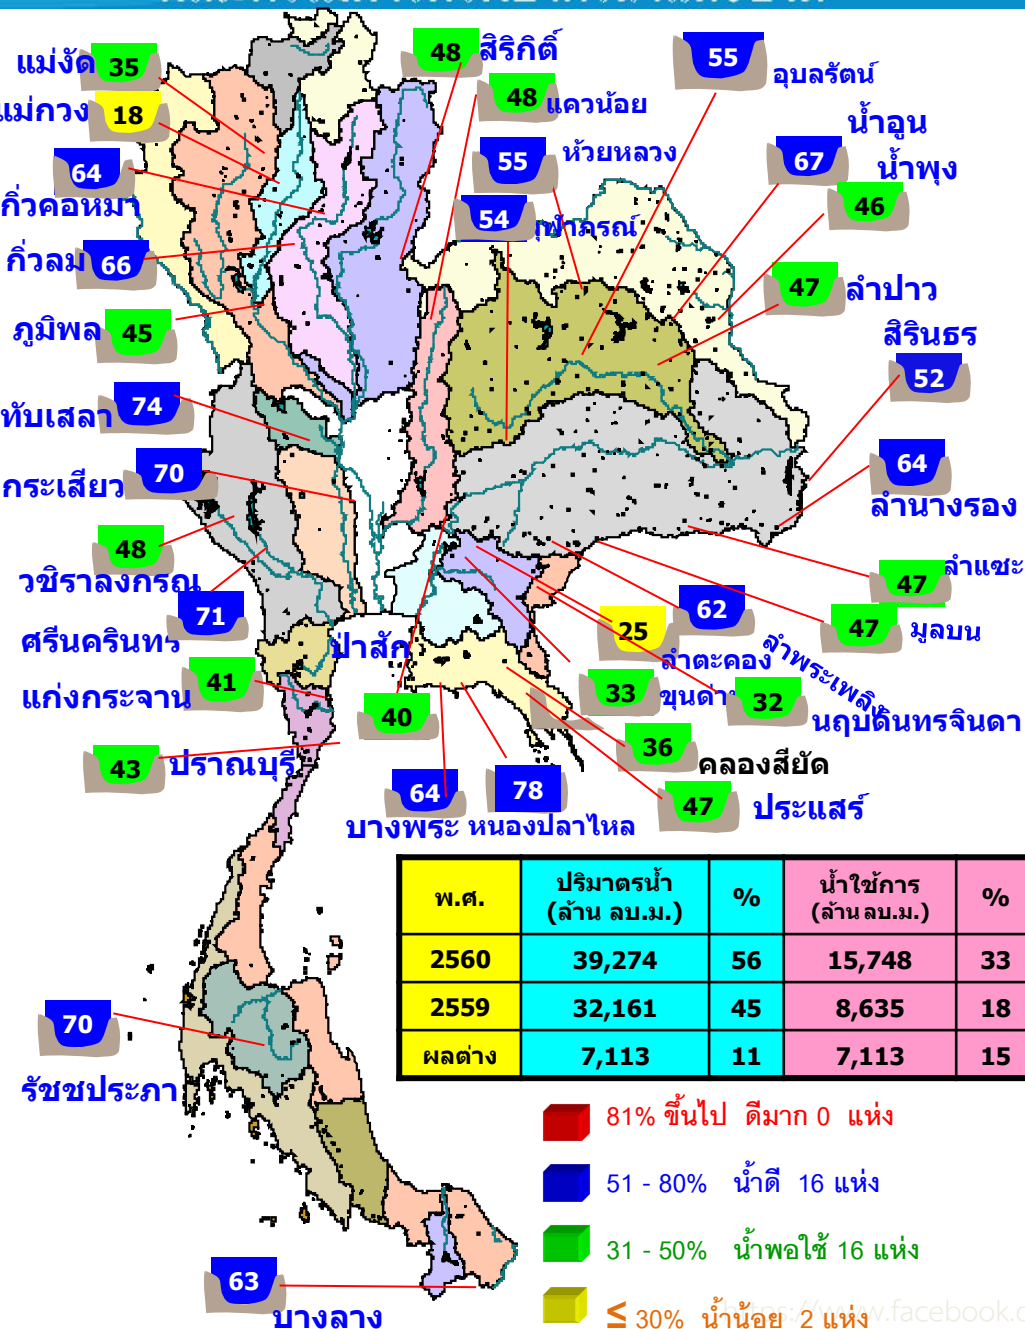 แม่งัด 35
แม่กวง 18
64
กิ่วคอหมา
กิ่วลม 66
ภูมิพล 45
ทับเสลา 74
กระเสียว 70
48
วชิราลงกรณ
71
ศรีนครินทร
แก่งกระจาน 41
43 ปราณบุรี
48 สิริกิติ์
48 แควน้อย
55 ห้วยหลวง
54
55 อุบลรัตน์
น้ำอูน
67 น้ำพุง
46
47 ลำปาว
สิรินธร
52
64
ลำนางรอง
ลำแซะ
47
47 มูลบน
62
ลำพระเพลิง
25
ลำตะคอง
33
32
นฤบดินทรจินดา
36
คลองสียัด
47 ประแสร์
ป่าสัก
40
64 78
บางพระ หนองปลาไหล
70
รัชชประภา
63
บางลาง
พ.ศ. ปริมาตรน้ำ (ล้าน ลบ.ม.) % น้ำใช้การ (ล้าน ลบ.ม.) %
2560 39,274 56 15,748 33
2559 32,161 45 8,635 18
ผลต่าง 7,113 11 7,113 15
81% ขึ้นไป ดีมาก 0 แห่ง
51 - 80% น้ำดี 16 แห่ง
31 - 50% น้ำพอใช้ 16 แห่ง
≤ 30% น้ำน้อย 2 แห่ง